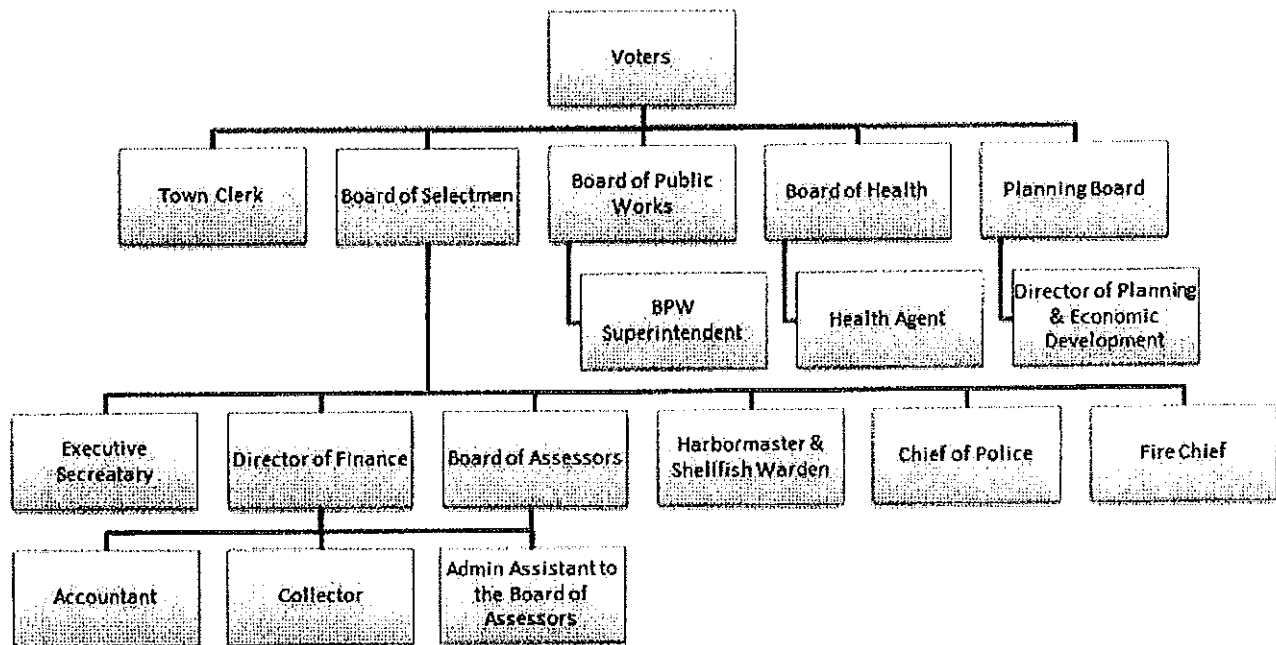 Voters
Town Clerk
Board of Selectmen
Board of Public
Works
Board of Health
Planning Board
BPW
Superintendent
Health Agent
Director of Planning
& Economic
Development
Executive
Secreatary
Director of Finance
Board of Assessors
Harbormaster &
Shellfish Warden
Chief of Police
Fire Chief
Accountant
Collector
Admin Assistant to
the Board of
Assessors